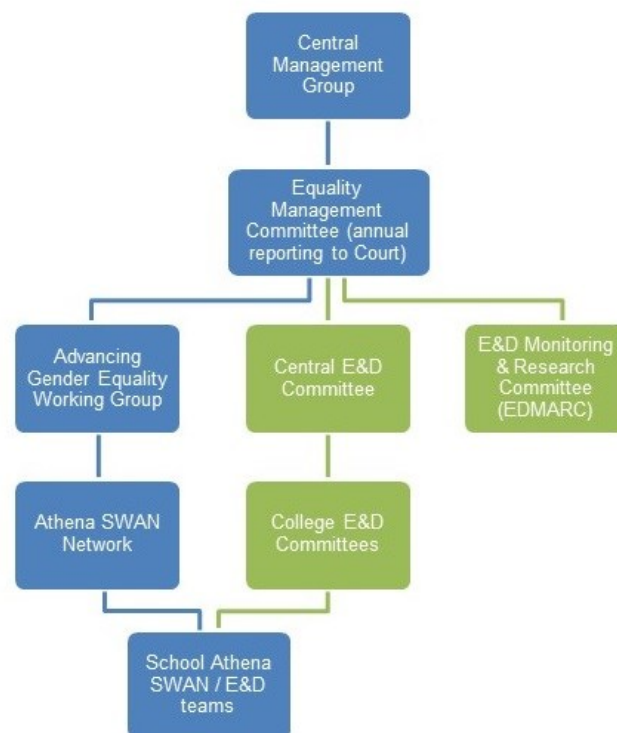 Central
Management
Group
Equality
Management
Committee (annual
reporting to Court)
Advancing
Gender Equality
Working Group
Central E&D
Committee
E&D Monitoring
& Research
Committee
(EDMARC)
Athena SWAN
Network
College E&D
Committees
School Athena
SWAN / E&D
teams